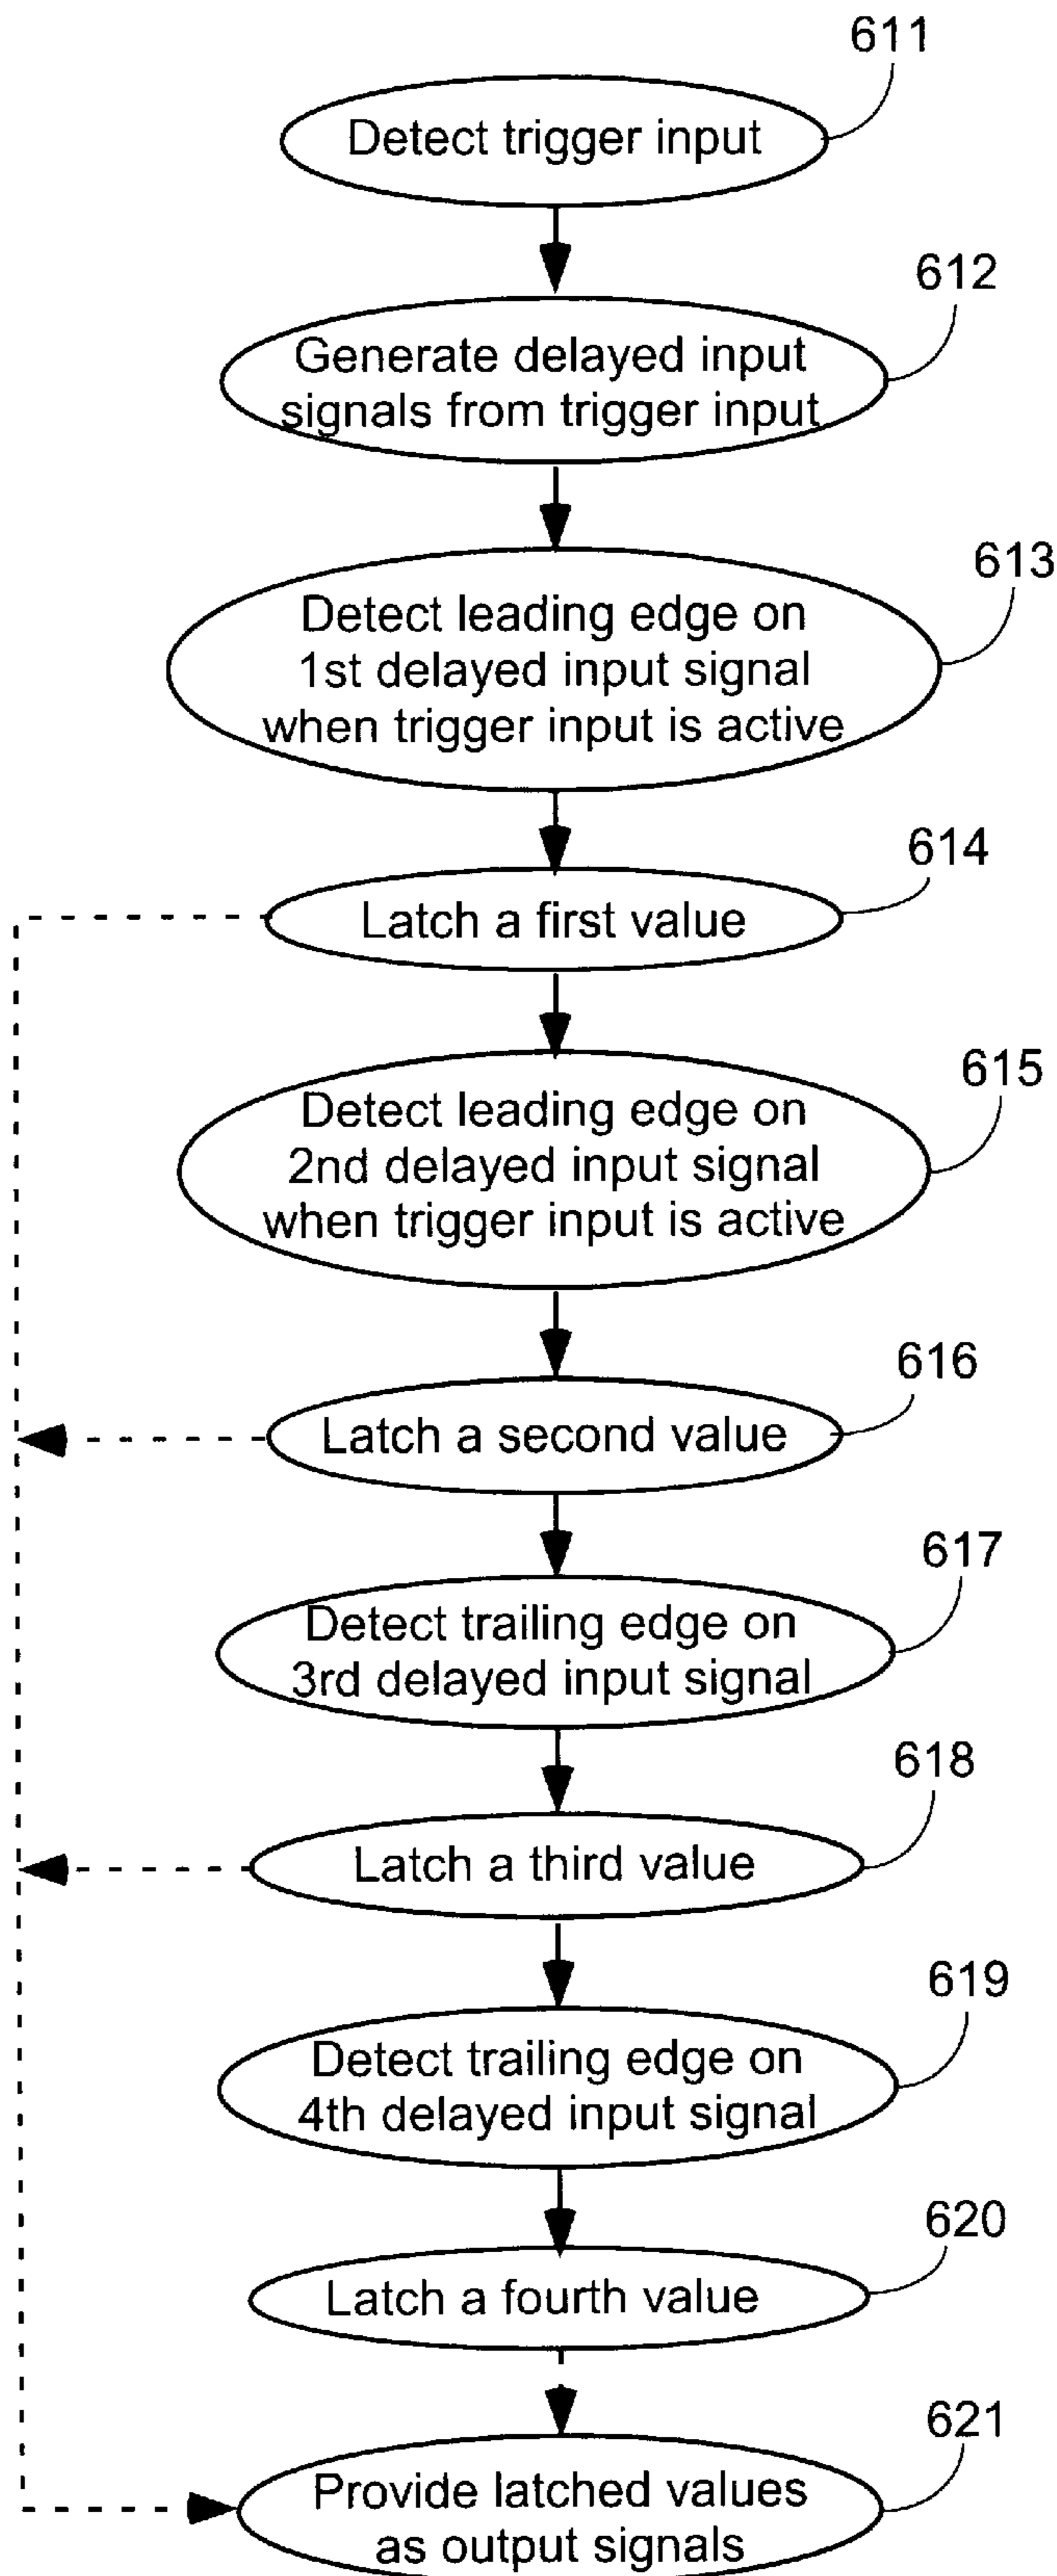 611
Detect trigger input
612
Generate delayed input
signals from trigger input
613
Detect leading edge on
1st delayed input signal
when trigger input is active
614
Latch a first value
615
Detect leading edge on
2nd delayed input signal
when trigger input is active
616
Latch a second value
617
Detect trailing edge on
3rd delayed input signal
618
Latch a third value
619
Detect trailing edge on
4th delayed input signal
620
Latch a fourth value
621
Provide latched values
as output signals